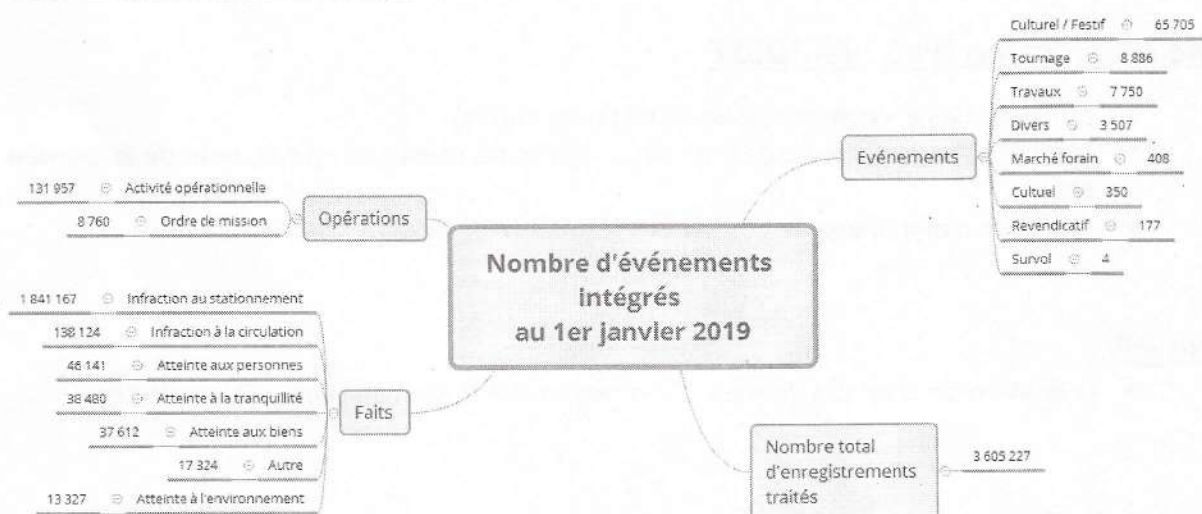 Nombre d'événements
intégrés
au 1er janvier 2019
Evénements
Culturel / Festif 65 705
Tournage 8 886
Travaux 7 750
Divers 3 507
Marché forain 408
Cultuel 350
Revendicatif 177
Survol 4
Opérations
131 957 Activité opérationnelle
8 760 Ordre de mission
Faits
1 841 167 Infraction au stationnement
138 124 Infraction à la circulation
46 141 Atteinte aux personnes
38 480 Atteinte à la tranquillité
37 612 Atteinte aux biens
17 324 Autre
13 327 Atteinte à l'environnement
Nombre total
d'enregistrements
traités
3 605 227